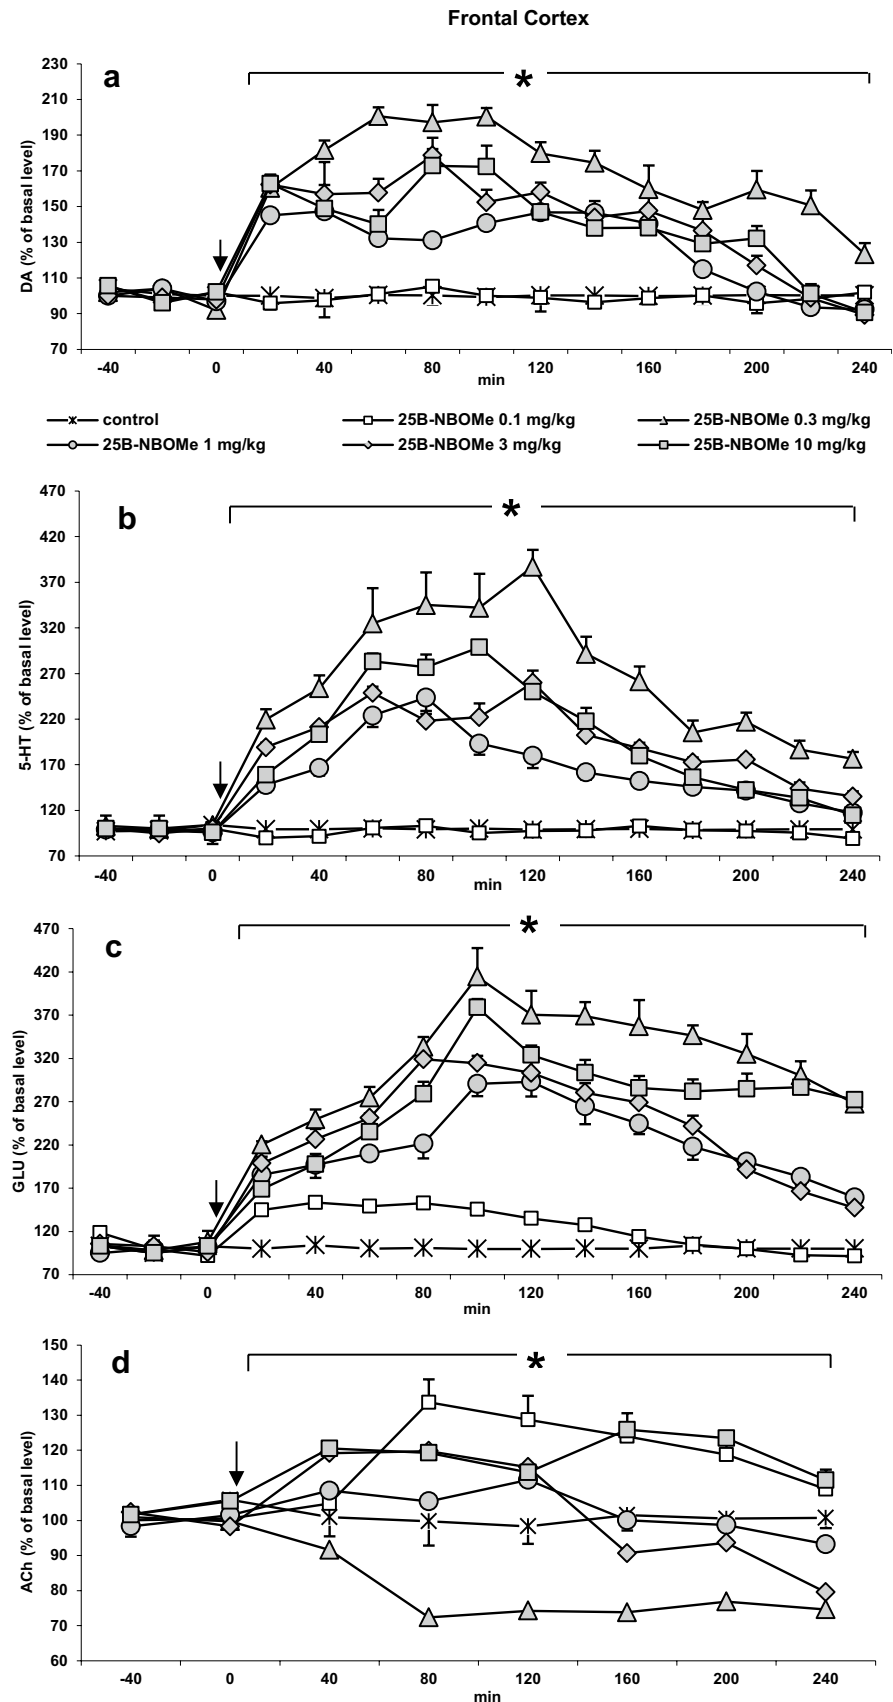 Frontal Cortex
a
*
DA (% of basal level)
230
210
190
170
150
130
110
90
70
-40 0 40 80 120 160 200 240
min
control 25B-NBOMe 0.1 mg/kg 25B-NBOMe 0.3 mg/kg
25B-NBOMe 1 mg/kg 25B-NBOMe 3 mg/kg 25B-NBOMe 10 mg/kg
b
*
5-HT (% of basal level)
470
420
370
320
270
220
170
120
70
-40 0 40 80 120 160 200 240
min
c
*
GLU (% of basal level)
470
420
370
320
270
220
170
120
70
-40 0 40 80 120 160 200 240
min
d
*
ACh (% of basal level)
150
140
130
120
110
100
90
80
70
60
-40 0 40 80 120 160 200 240
min